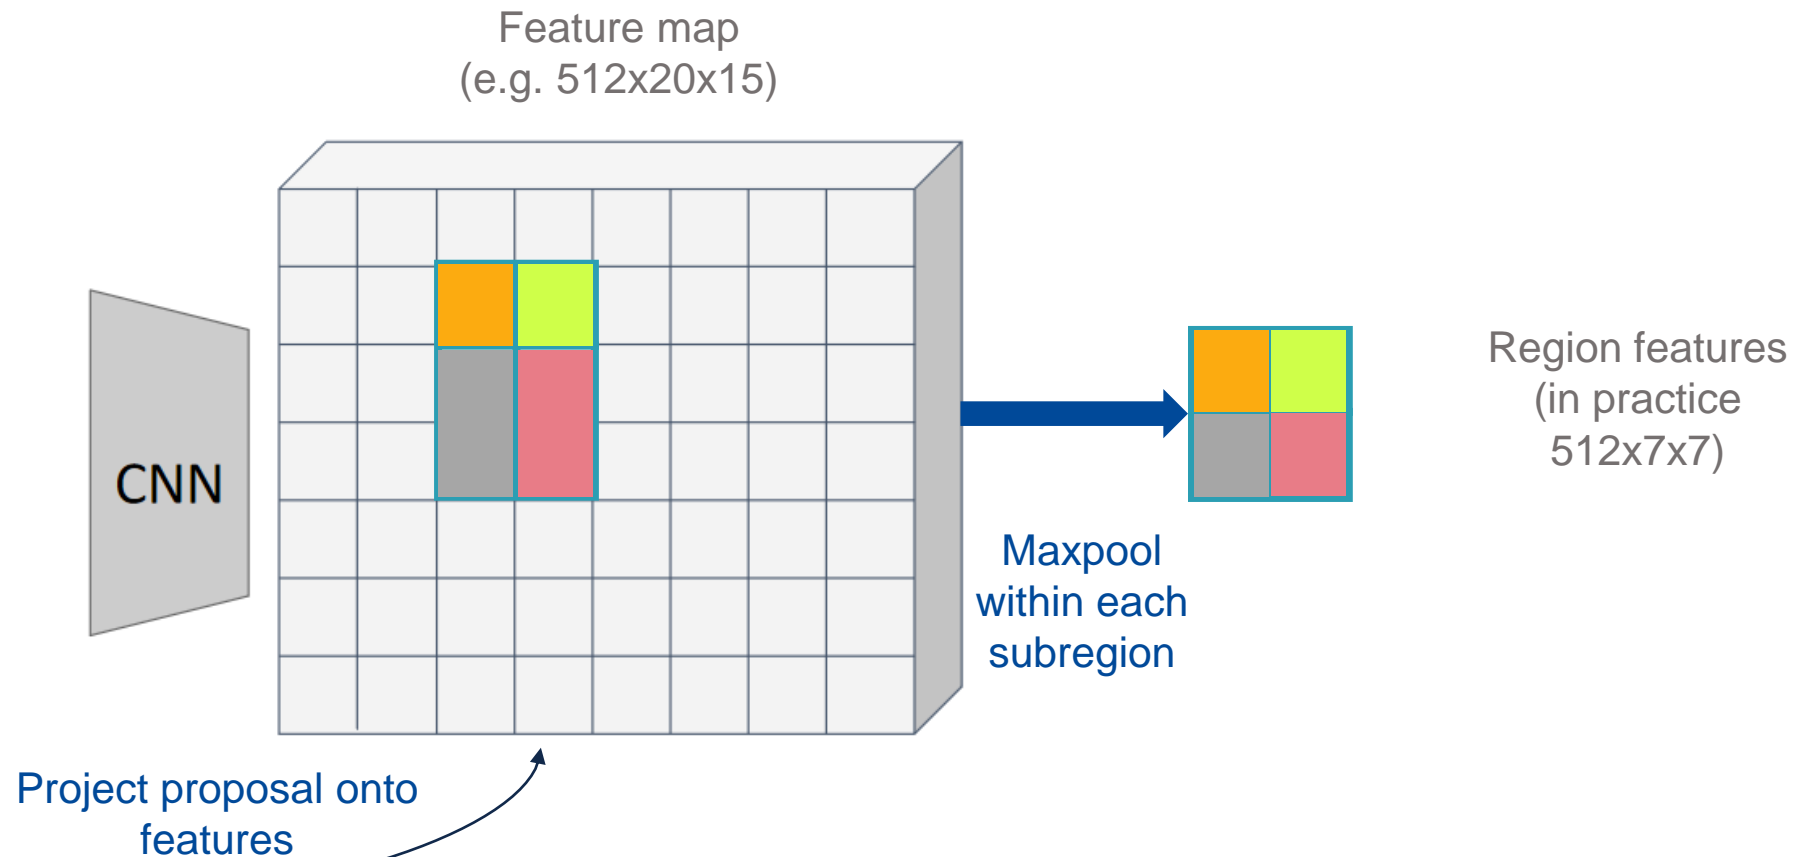 Feature map
(e.g. 512x20x15)
CNN
Region features
(in practice
512x7x7)
Maxpool
within each
subregion
Project proposal onto
features